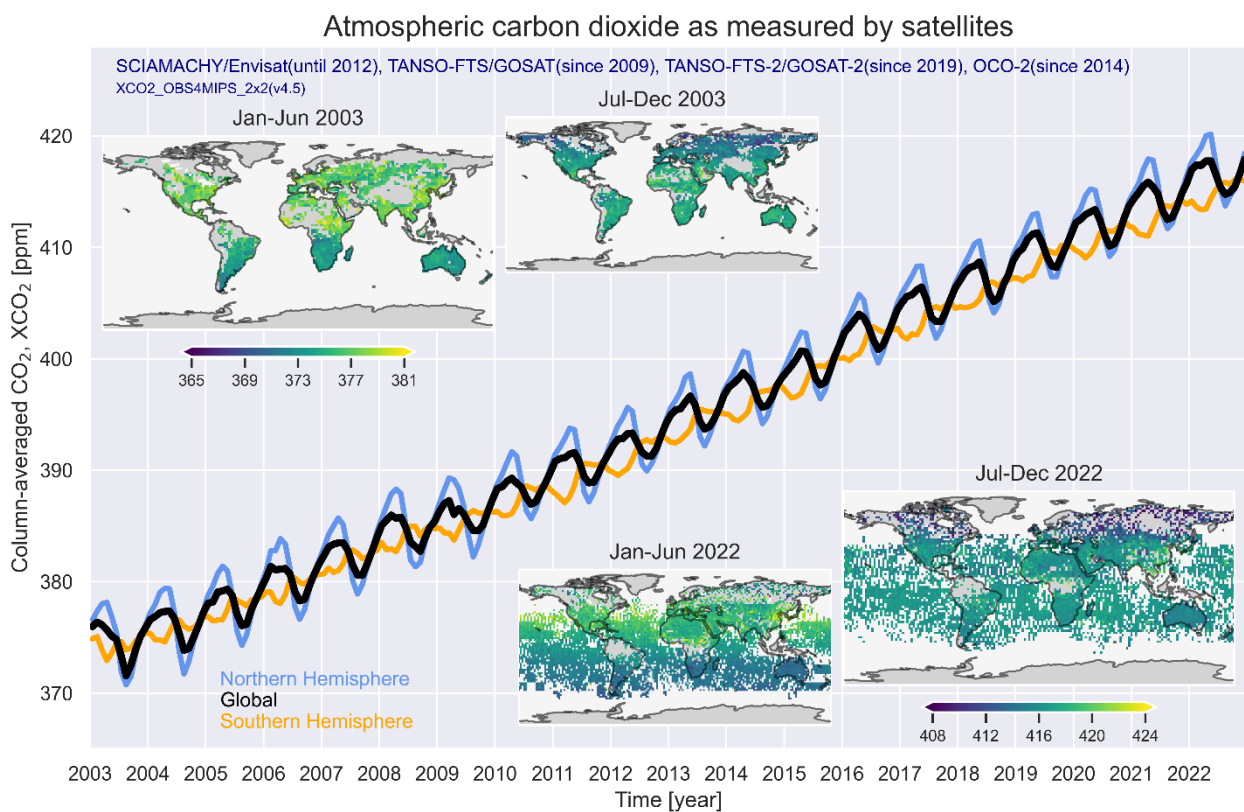 Atmospheric carbon dioxide as measured by satellites
SCIAMACHY/Envisat(until 2012), TANSO-FTS/GOSAT(since 2009), TANSO-FTS-2/GOSAT-2(since 2019), OCO-2(since 2014)
XCO2_OBS4MIPS_2x2(v4.5)
Jan-Jun 2003
Jul-Dec 2003
365 369 373 377 381
Column-averaged CO₂, XCO₂ [ppm]
420
410
400
390
380
370
Jan-Jun 2022
Jul-Dec 2022
408 412 416 420 424
Northern Hemisphere
Global
Southern Hemisphere
2003 2004 2005 2006 2007 2008 2009 2010 2011 2012 2013 2014 2015 2016 2017 2018 2019 2020 2021 2022
Time [year]